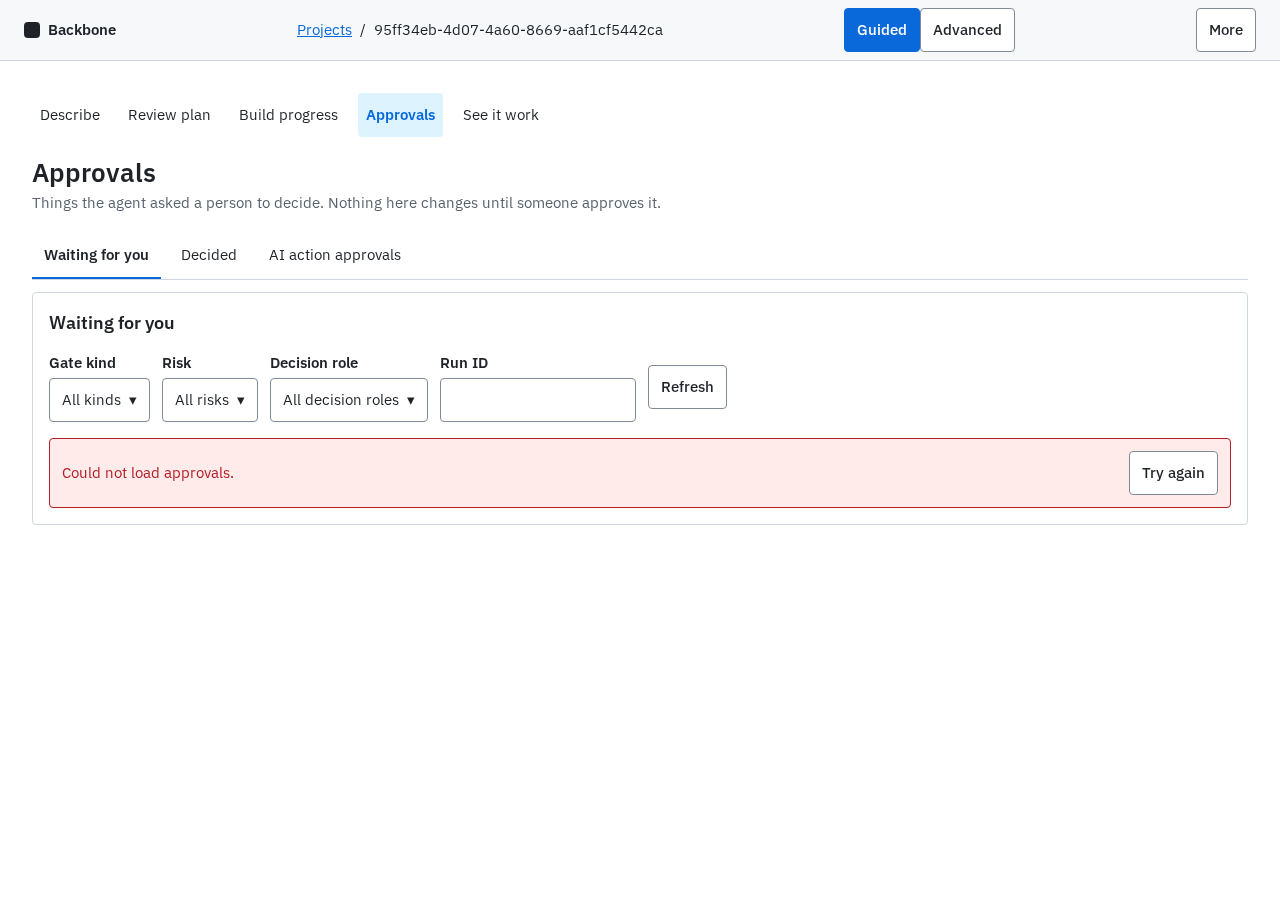 Backbone
Projects / 95ff34eb-4d07-4a60-8669-aaf1cf5442ca
Guided Advanced
More
Describe Review plan Build progress Approvals See it work
Approvals
Things the agent asked a person to decide. Nothing here changes until someone approves it.
Waiting for you Decided AI action approvals
Waiting for you
Gate kind Risk Decision role Run ID
All kinds ▾ All risks ▾ All decision roles ▾ Refresh
Could not load approvals. Try again